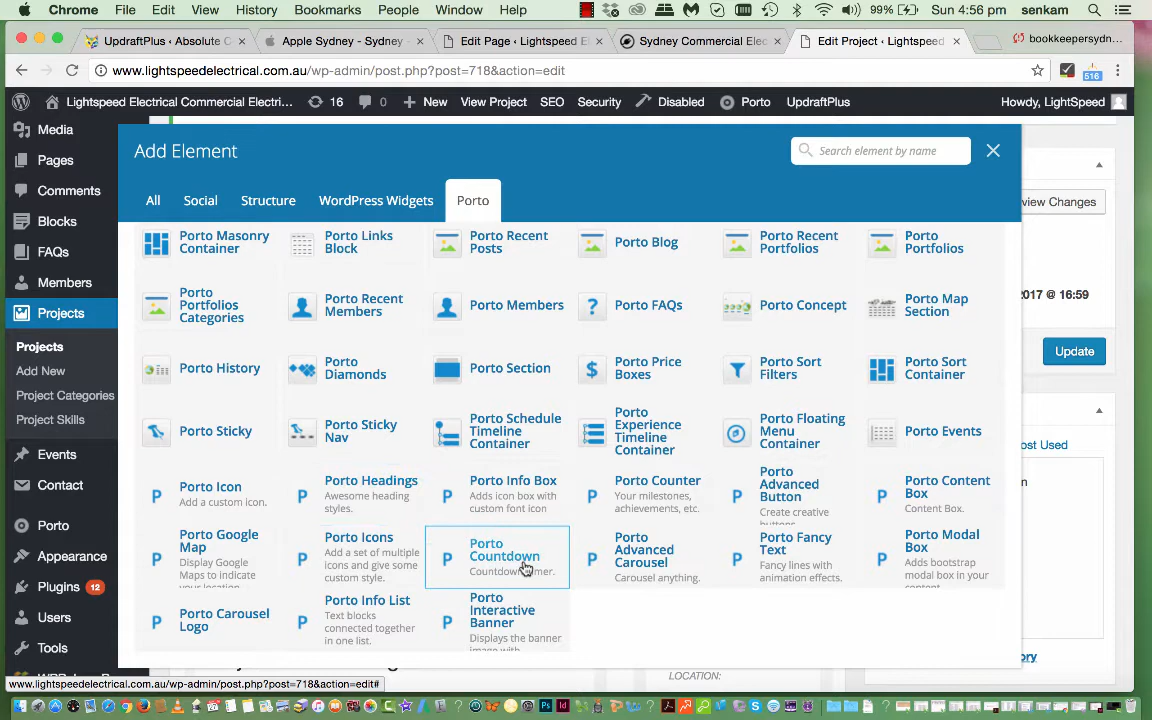 Chrome File Edit View History Bookmarks People Window Help 99% Sun 4:56 pm senkam
UpdraftPlus ‹ Absolute C
Apple Sydney - Sydney
Edit Page ‹ Lightspeed E
Sydney Commercial Elec
Edit Project ‹ Lightspeed
bookkeepersydn...
www.lightspeedelectrical.com.au/wp-admin/post.php?post=718&action=edit
516
Lightspeed Electrical Commercial Electri... 16 0 New View Project SEO Security Disabled Porto UpdraftPlus Howdy, LightSpeed
Media
Pages
Comments
Blocks
FAQs
Members
Projects
Projects
Add New
Project Categories
Project Skills
Events
Contact
Porto
Appearance
Plugins 12
Users
Tools
Add Element
Search element by name
All Social Structure WordPress Widgets Porto
Porto Masonry
Container
Porto Links
Block
Porto Recent
Posts
Porto Blog
Porto Recent
Portfolios
Porto
Portfolios
Porto
Portfolios
Categories
Porto Recent
Members
Porto Members
Porto FAQs
Porto Concept
Porto Map
Section
Porto History
Porto
Diamonds
Porto Section
Porto Price
Boxes
Porto Sort
Filters
Porto Sort
Container
Porto Sticky
Porto Sticky
Nav
Porto Schedule
Timeline
Container
Porto
Experience
Timeline
Container
Porto Floating
Menu
Container
Porto Events
Porto Icon
Add a custom icon.
Porto Headings
Awesome heading
styles.
Porto Info Box
Adds icon box with
custom font icon
Porto Counter
Your milestones,
achievements, etc.
Porto
Advanced
Button
Create creative
buttons.
Porto Content
Box
Content Box.
Porto Google
Map
Display Google
Maps to indicate
your location.
Porto Icons
Add a set of multiple
icons and give some
custom style.
Porto
Countdown
Countdown timer.
Porto
Advanced
Carousel
Carousel anything.
Porto Fancy
Text
Fancy lines with
animation effects.
Porto Modal
Box
Adds bootstrap
modal box in your
content.
Porto Carousel
Logo
Porto Info List
Text blocks
connected together
in one list.
Porto
Interactive
Banner
Displays the banner
image with
view Changes
2017 @ 16:59
Update
ost Used
n
ory
LOCATION:
www.lightspeedelectrical.com.au/wp-admin/post.php?post=718&action=edit#